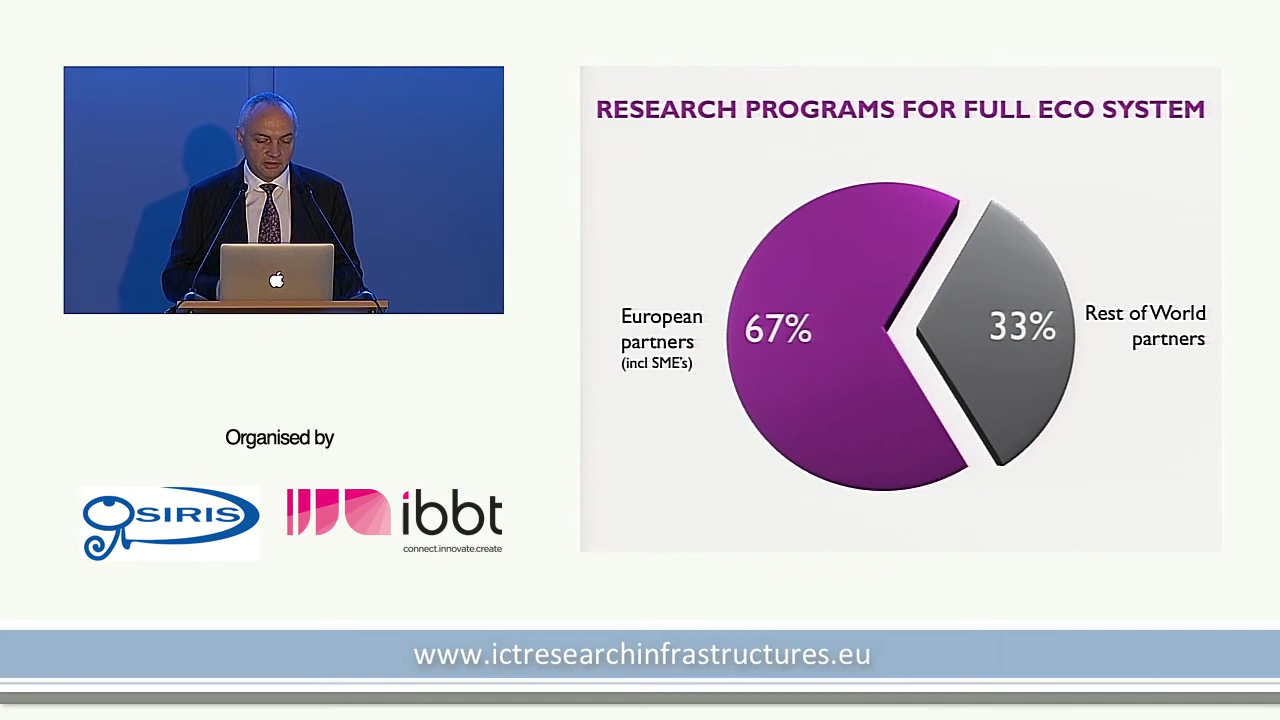 RESEARCH PROGRAMS FOR FULL ECO SYSTEM
European
partners
(incl SME's)
67%
33%
Rest of World
partners
Organised by
OSIRIS
ibbt
connect.innovate.create
www.ictresearchinfrastructures.eu